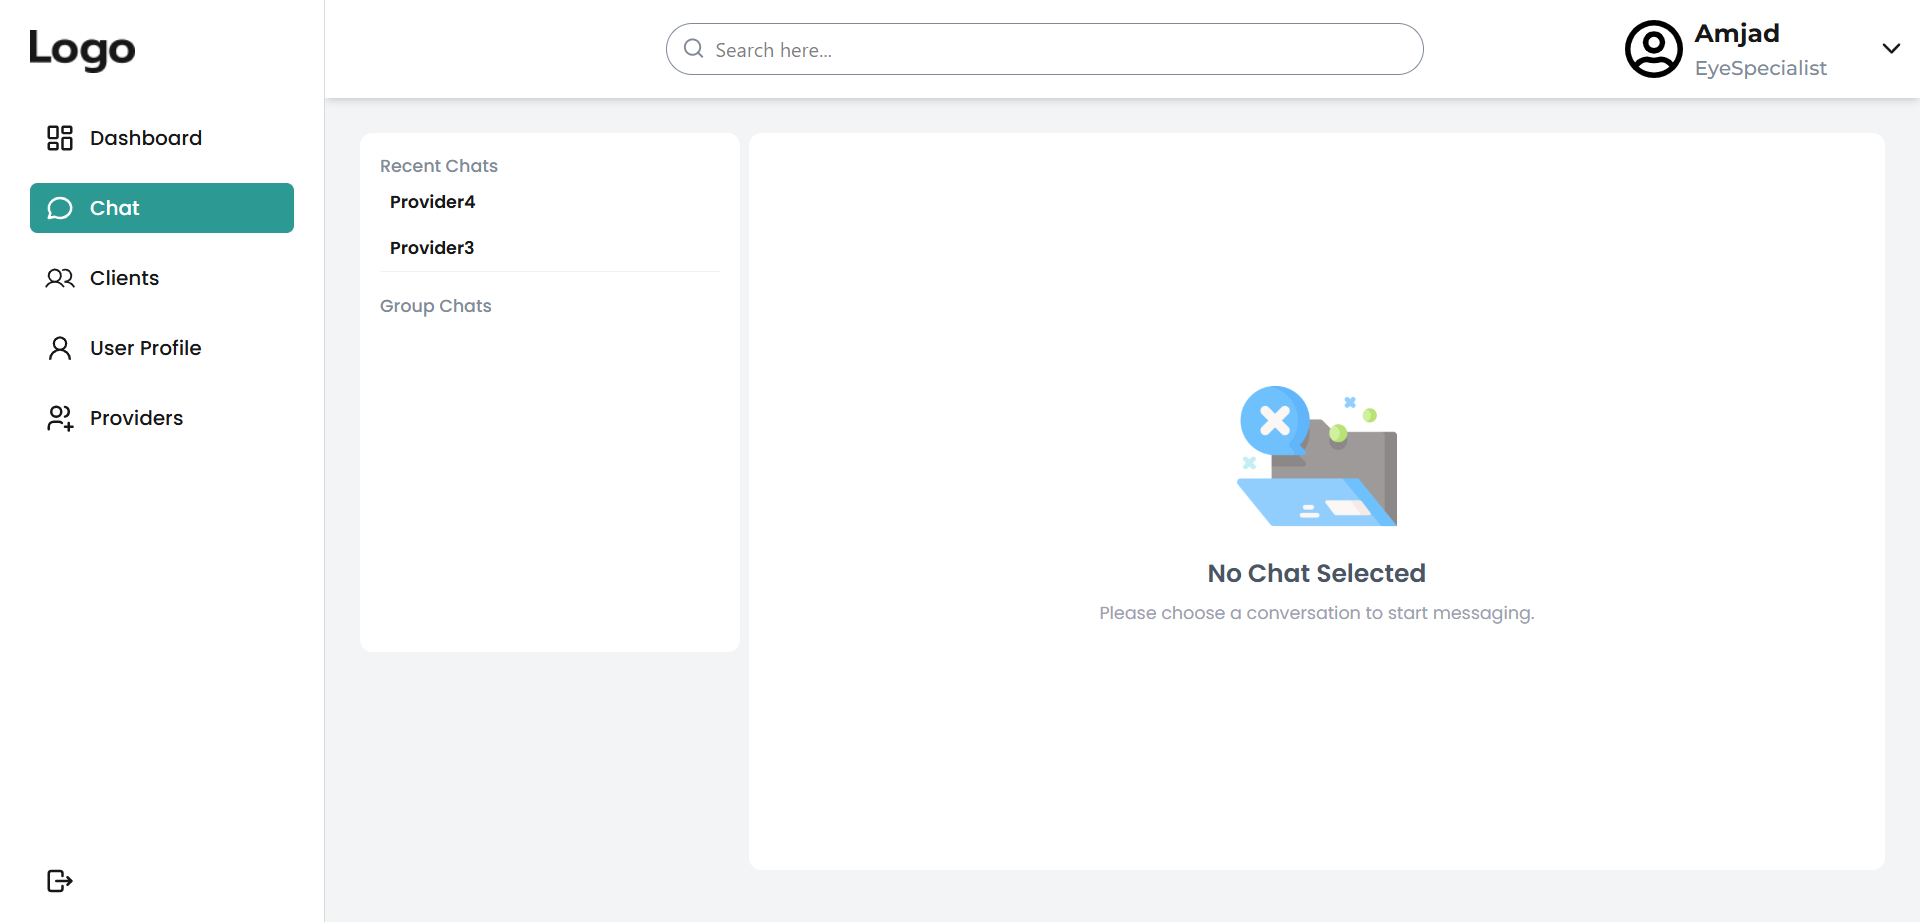 Logo
Dashboard
Chat
Clients
User Profile
Providers
Search here...
Amjad
EyeSpecialist
Recent Chats
Provider4
Provider3
Group Chats
No Chat Selected
Please choose a conversation to start messaging.